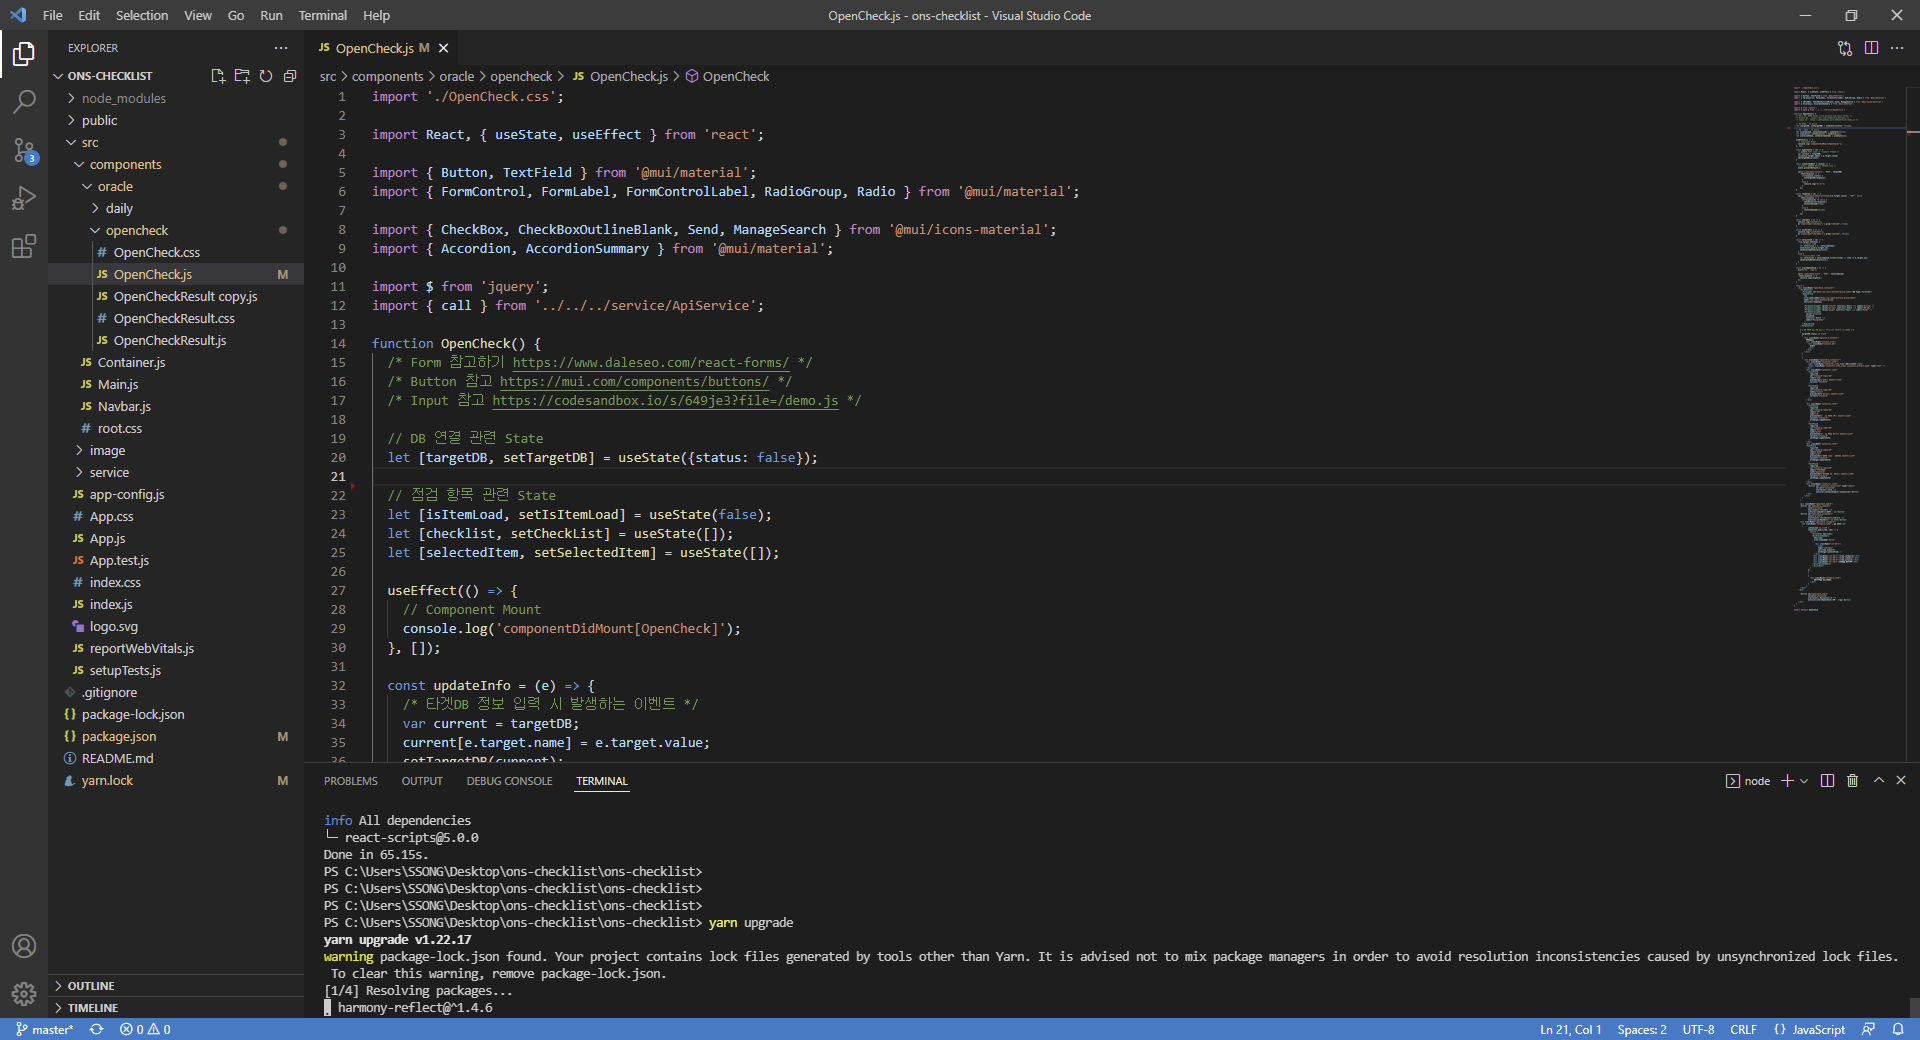 File Edit Selection View Go Run Terminal Help
OpenCheck.js - ons-checklist - Visual Studio Code
EXPLORER
ONS-CHECKLIST
node_modules
public
src
components
oracle
daily
opencheck
# OpenCheck.css
JS OpenCheck.js M
JS OpenCheckResult copy.js
# OpenCheckResult.css
JS OpenCheckResult.js
JS Container.js
JS Main.js
JS Navbar.js
# root.css
image
service
JS app-config.js
# App.css
JS App.js
JS App.test.js
# index.css
JS index.js
logo.svg
JS reportWebVitals.js
JS setupTests.js
.gitignore
{} package-lock.json
{} package.json M
README.md
yarn.lock M
OUTLINE
TIMELINE
3
JS OpenCheck.js M
src > components > oracle > opencheck > JS OpenCheck.js > OpenCheck
1 import './OpenCheck.css';
2
3 import React, { useState, useEffect } from 'react';
4
5 import { Button, TextField } from '@mui/material';
6 import { FormControl, FormLabel, FormControlLabel, RadioGroup, Radio } from '@mui/material';
7
8 import { CheckBox, CheckBoxOutlineBlank, Send, ManageSearch } from '@mui/icons-material';
9 import { Accordion, AccordionSummary } from '@mui/material';
10
11 import $ from 'jquery';
12 import { call } from '../../../service/ApiService';
13
14 function OpenCheck() {
15 /* Form 참고하기 https://www.daleseo.com/react-forms/ */
16 /* Button 참고 https://mui.com/components/buttons/ */
17 /* Input 참고 https://codesandbox.io/s/649je3?file=/demo.js */
18
19 // DB 연결 관련 State
20 let [targetDB, setTargetDB] = useState({status: false});
21
22 // 점검 항목 관련 State
23 let [isItemLoad, setIsItemLoad] = useState(false);
24 let [checklist, setCheckList] = useState([]);
25 let [selectedItem, setSelectedItem] = useState([]);
26
27 useEffect(() => {
28 // Component Mount
29 console.log('componentDidMount[OpenCheck]');
30 }, []);
31
32 const updateInfo = (e) => {
33 /* 타겟DB 정보 입력 시 발생하는 이벤트 */
34 var current = targetDB;
35 current[e.target.name] = e.target.value;
36 setTargetDB(current);
PROBLEMS OUTPUT DEBUG CONSOLE TERMINAL
node
info All dependencies
└─ react-scripts@5.0.0
Done in 65.15s.
PS C:\Users\SSONG\Desktop\ons-checklist\ons-checklist>
PS C:\Users\SSONG\Desktop\ons-checklist\ons-checklist>
PS C:\Users\SSONG\Desktop\ons-checklist\ons-checklist>
PS C:\Users\SSONG\Desktop\ons-checklist\ons-checklist> yarn upgrade
yarn upgrade v1.22.17
warning package-lock.json found. Your project contains lock files generated by tools other than Yarn. It is advised not to mix package managers in order to avoid resolution inconsistencies caused by unsynchronized lock files.
To clear this warning, remove package-lock.json.
[1/4] Resolving packages...
harmony-reflect@^1.4.6
master* 0 0 Ln 21, Col 1 Spaces: 2 UTF-8 CRLF {} JavaScript